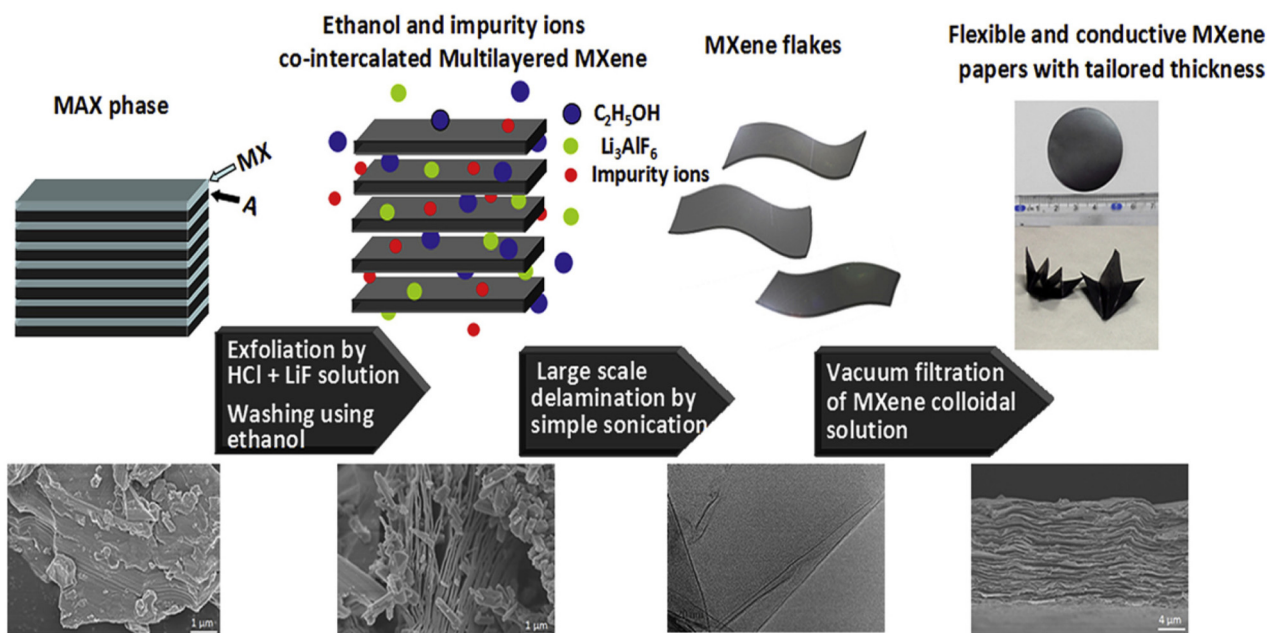 Ethanol and impurity ions
co-intercalated Multilayered MXene
MXene flakes
Flexible and conductive MXene
papers with tailored thickness
MAX phase
MX
A
C₂H₅OH
Li₃AlF₆
Impurity ions
Exfoliation by
HCl + LiF solution
Washing using
ethanol
Large scale
delamination by
simple sonication
Vacuum filtration
of MXene colloidal
solution
1 µm
1 µm
4 µm